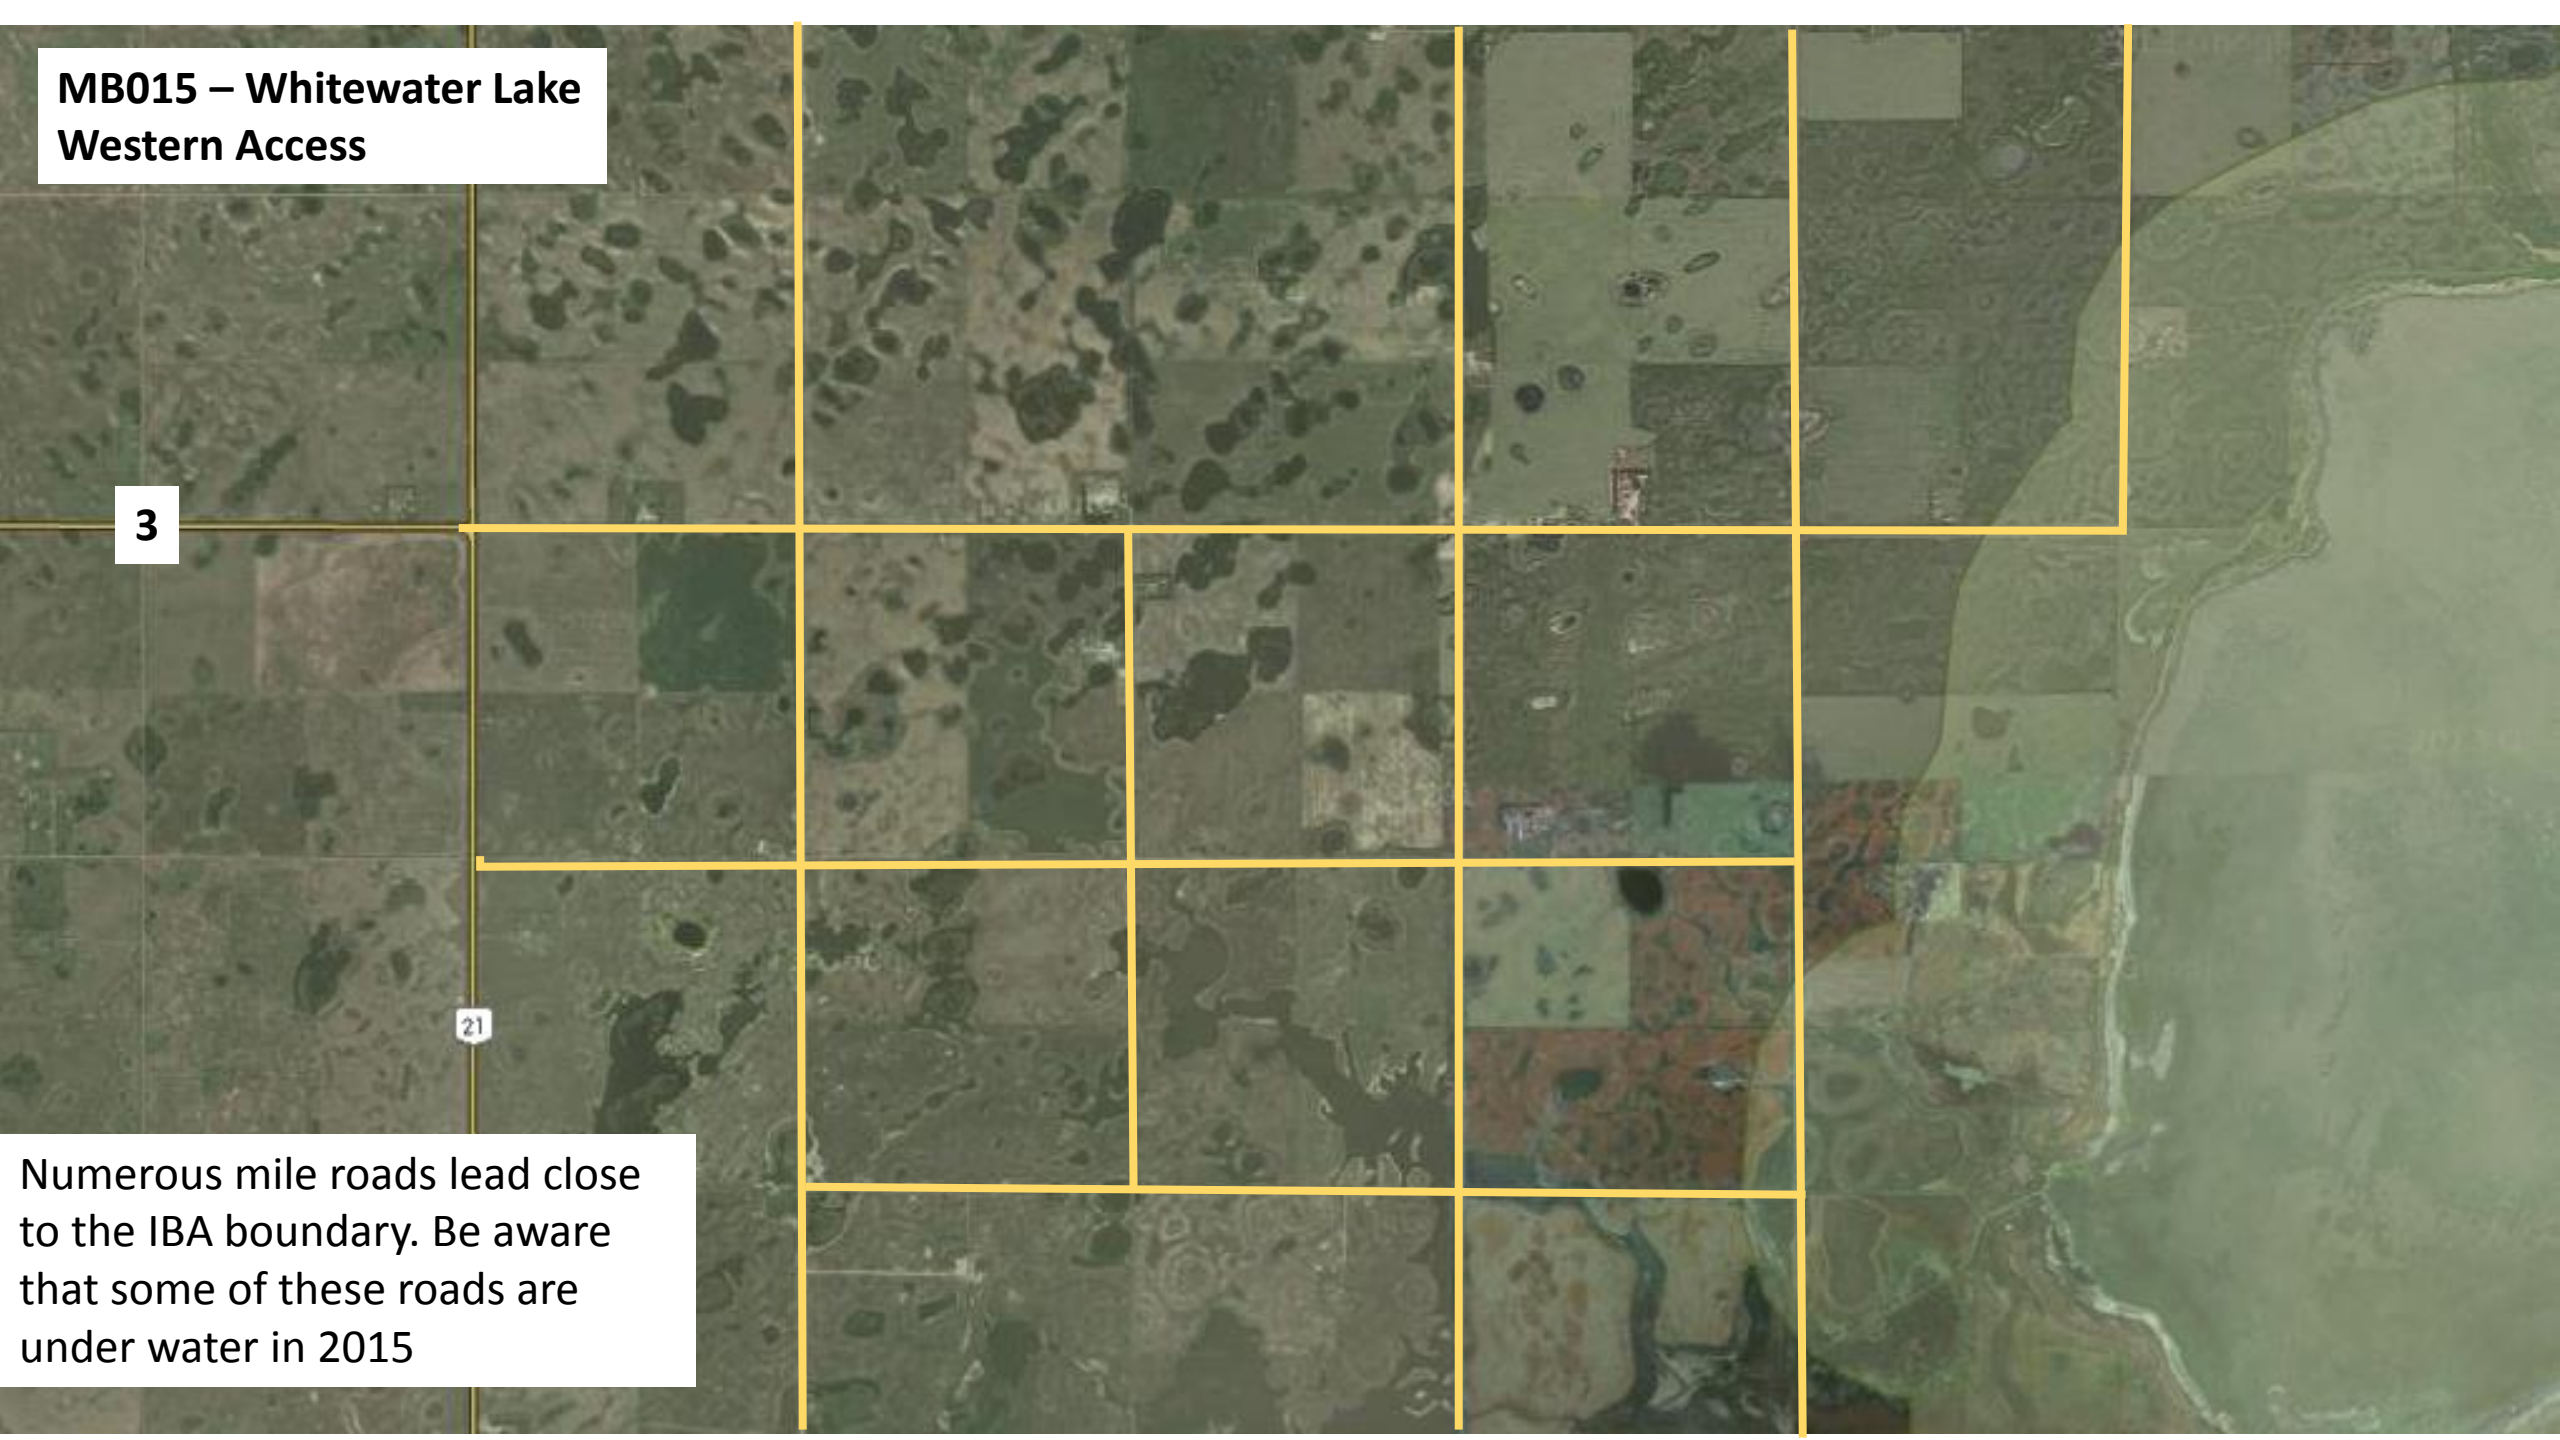 MB015 – Whitewater Lake
Western Access
3
21
Numerous mile roads lead close
to the IBA boundary. Be aware
that some of these roads are
under water in 2015